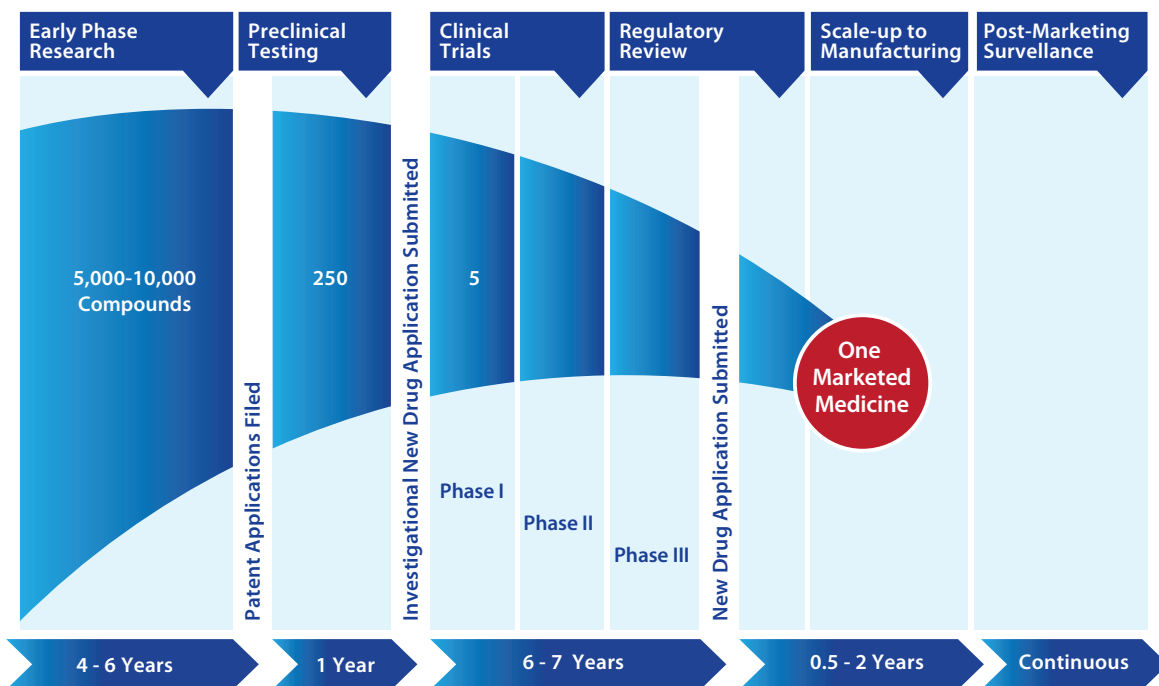 Early Phase
Research
Preclinical
Testing
Clinical
Trials
Regulatory
Review
Scale-up to
Manufacturing
Post-Marketing
Survellance
5,000-10,000
Compounds
Patent Applications Filed
250
Investigational New Drug Application Submitted
5
Phase I
Phase II
Phase III
New Drug Application Submitted
One
Marketed
Medicine
4 - 6 Years
1 Year
6 - 7 Years
0.5 - 2 Years
Continuous